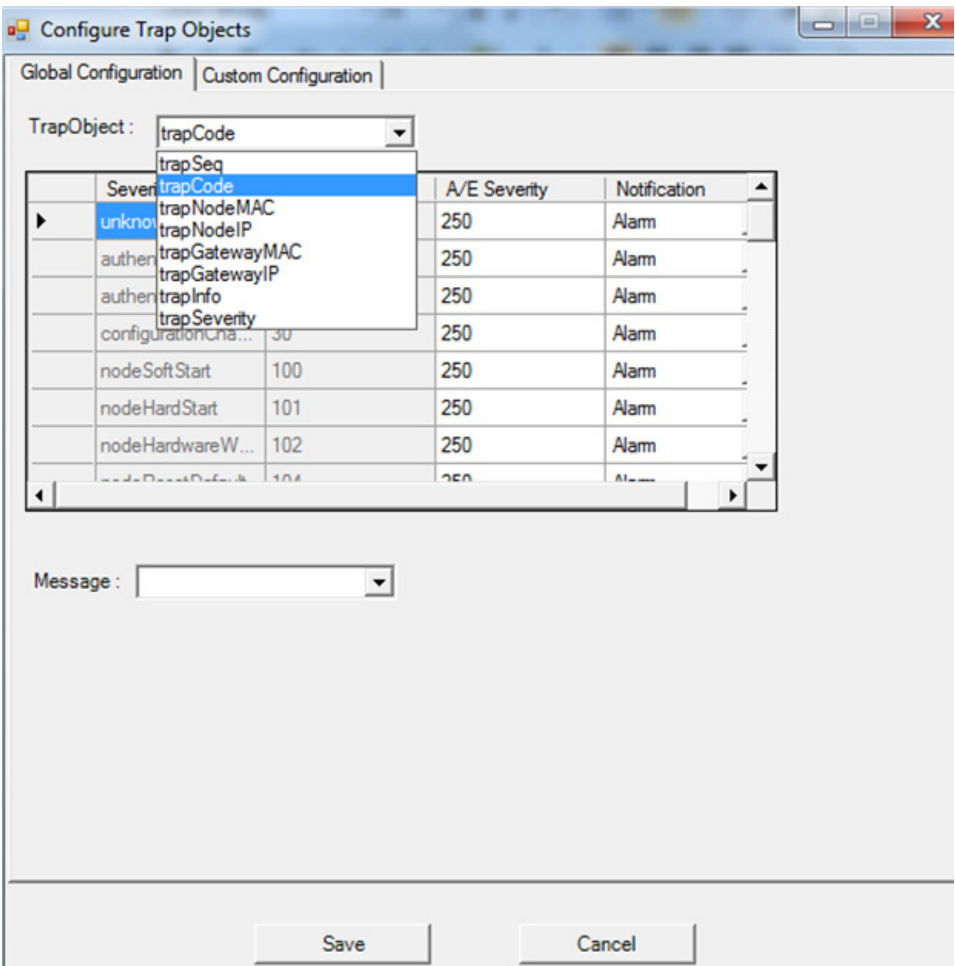 Configure Trap Objects
Global Configuration Custom Configuration
TrapObject : trapCode
trapSeq
trapCode
trapNodeMAC
trapNodeIP
trapGatewayMAC
trapGatewayIP
trapInfo
trapSeverity
A/E Severity Notification
250 Alarm
250 Alarm
250 Alarm
configurationCha... 30 250 Alarm
nodeSoftStart 100 250 Alarm
nodeHardStart 101 250 Alarm
nodeHardwareW... 102 250 Alarm
Message :
Save Cancel